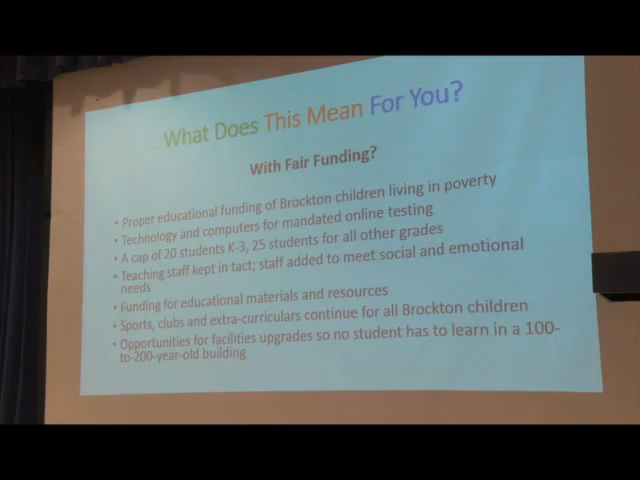 What Does This Mean For You?
With Fair Funding?
• Proper educational funding of Brockton children living in poverty
• Technology and computers for mandated online testing
• A cap of 20 students K-3, 25 students for all other grades
• Teaching staff kept in tact; staff added to meet social and emotional
needs
• Funding for educational materials and resources
• Sports, clubs and extra-curriculars continue for all Brockton children
• Opportunities for facilities upgrades so no student has to learn in a 100-
to-200-year-old building